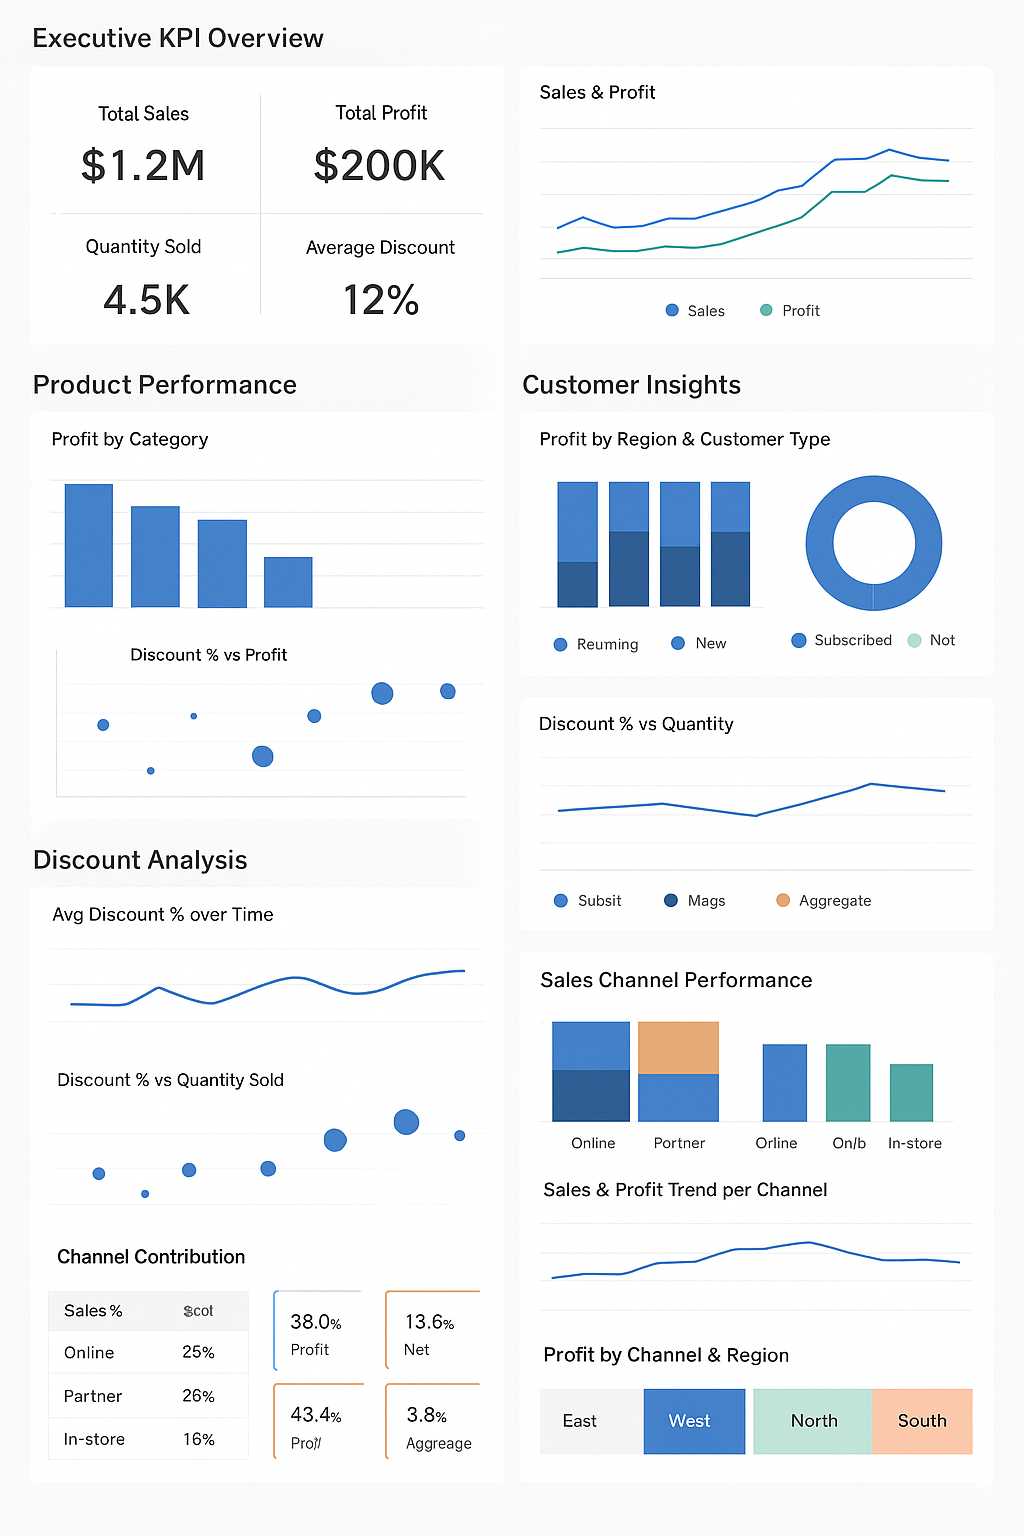 Executive KPI Overview
Total Sales
$1.2M
Total Profit
$200K
Quantity Sold
4.5K
Average Discount
12%
Sales & Profit
Sales Profit
Product Performance
Profit by Category
Discount % vs Profit
Customer Insights
Profit by Region & Customer Type
Reuming New
Subscribed Not
Discount % vs Quantity
Subsit Mags Aggregate
Discount Analysis
Avg Discount % over Time
Discount % vs Quantity Sold
Channel Contribution
Sales %
Online 25%
Partner 26%
In-store 16%
38.0%
Profit
13.6%
Net
43.4%
3.8%
Aggreage
Sales Channel Performance
Online Portner Orline On/b In-store
Sales & Profit Trend per Channel
Profit by Channel & Region
East West North South